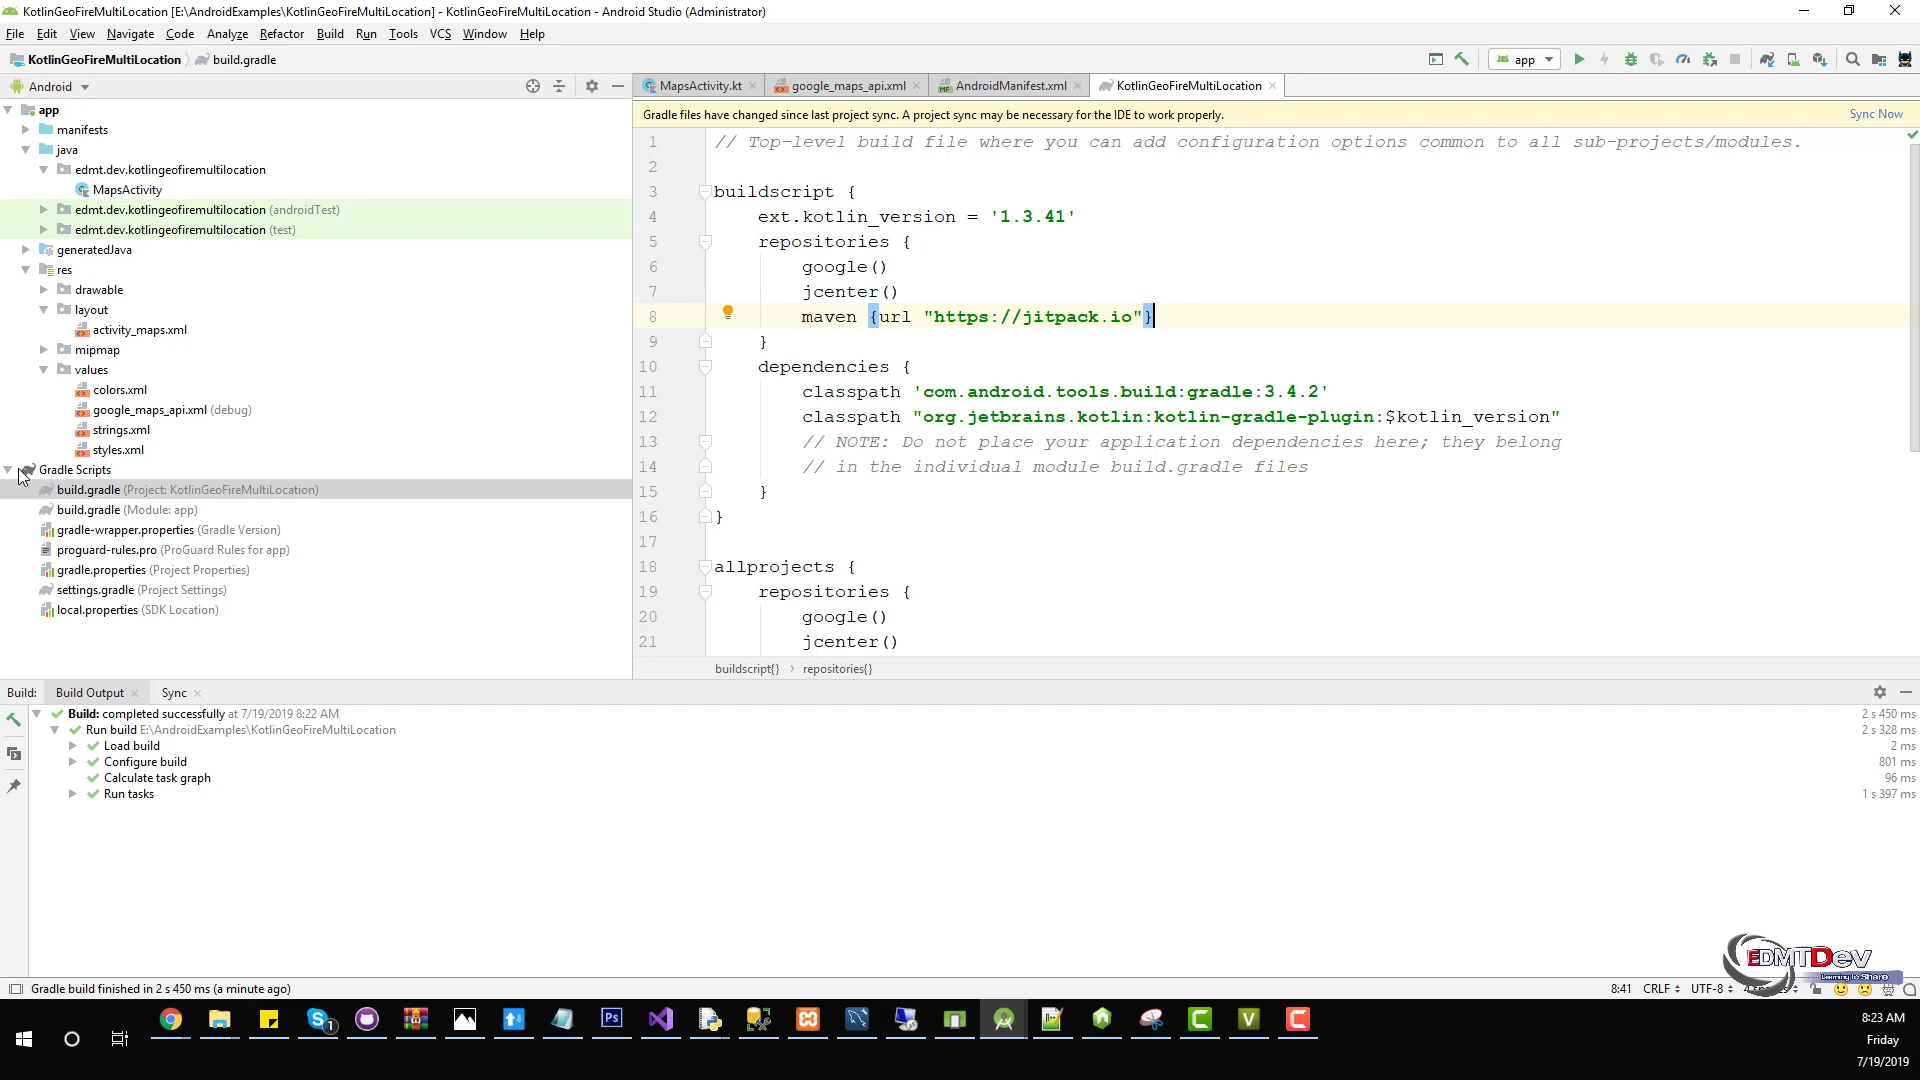 KotlinGeoFireMultiLocation [E:\AndroidExamples\KotlinGeoFireMultiLocation] - KotlinGeoFireMultiLocation - Android Studio (Administrator)
File Edit View Navigate Code Analyze Refactor Build Run Tools VCS Window Help
KotlinGeoFireMultiLocation build.gradle
app
Android
MapsActivity.kt google_maps_api.xml AndroidManifest.xml KotlinGeoFireMultiLocation
Gradle files have changed since last project sync. A project sync may be necessary for the IDE to work properly. Sync Now
app
manifests
java
edmt.dev.kotlingeofiremultilocation
MapsActivity
edmt.dev.kotlingeofiremultilocation (androidTest)
edmt.dev.kotlingeofiremultilocation (test)
generatedJava
res
drawable
layout
activity_maps.xml
mipmap
values
colors.xml
google_maps_api.xml (debug)
strings.xml
styles.xml
Gradle Scripts
build.gradle (Project: KotlinGeoFireMultiLocation)
build.gradle (Module: app)
gradle-wrapper.properties (Gradle Version)
proguard-rules.pro (ProGuard Rules for app)
gradle.properties (Project Properties)
settings.gradle (Project Settings)
local.properties (SDK Location)
1 // Top-level build file where you can add configuration options common to all sub-projects/modules.
2
3 buildscript {
4 ext.kotlin_version = '1.3.41'
5 repositories {
6 google()
7 jcenter()
8 maven {url "https://jitpack.io"}
9 }
10 dependencies {
11 classpath 'com.android.tools.build:gradle:3.4.2'
12 classpath "org.jetbrains.kotlin:kotlin-gradle-plugin:$kotlin_version"
13 // NOTE: Do not place your application dependencies here; they belong
14 // in the individual module build.gradle files
15 }
16 }
17
18 allprojects {
19 repositories {
20 google()
21 jcenter()
buildscript{} › repositories{}
Build: Build Output Sync
Build: completed successfully at 7/19/2019 8:22 AM 2 s 450 ms
Run build E:\AndroidExamples\KotlinGeoFireMultiLocation 2 s 328 ms
Load build 2 ms
Configure build 801 ms
Calculate task graph 96 ms
Run tasks 1 s 397 ms
EDMTDev
Learning to Share
Gradle build finished in 2 s 450 ms (a minute ago) 8:41 CRLF UTF-8
8:23 AM
Friday
7/19/2019